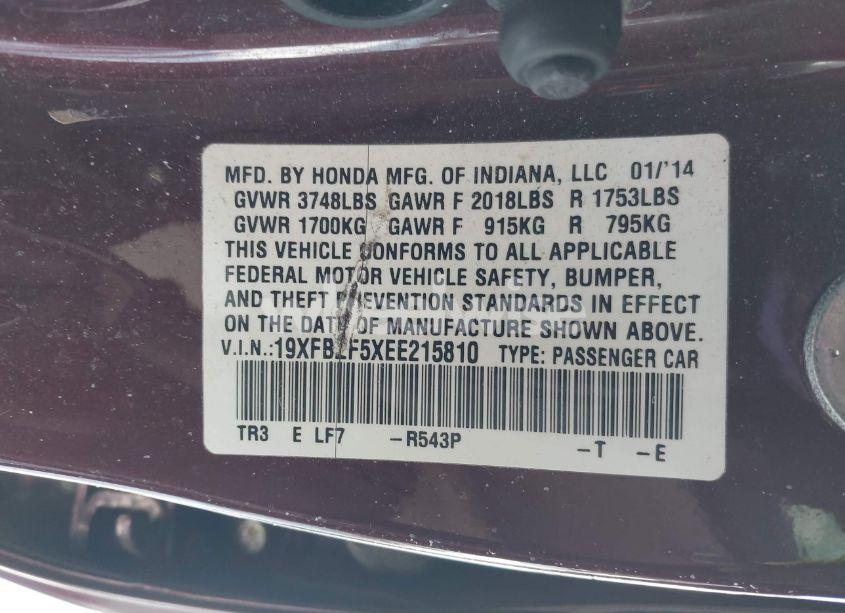 MFD. BY HONDA MFG. OF INDIANA, LLC 01/'14
GVWR 3748LBS GAWR F 2018LBS R 1753LBS
GVWR 1700KG GAWR F 915KG R 795KG
THIS VEHICLE CONFORMS TO ALL APPLICABLE
FEDERAL MOTOR VEHICLE SAFETY, BUMPER,
AND THEFT PREVENTION STANDARDS IN EFFECT
ON THE DATE OF MANUFACTURE SHOWN ABOVE.
V.I.N.:19XFB2F5XEE215810 TYPE: PASSENGER CAR
TR3 E LF7 -R543P -T -E